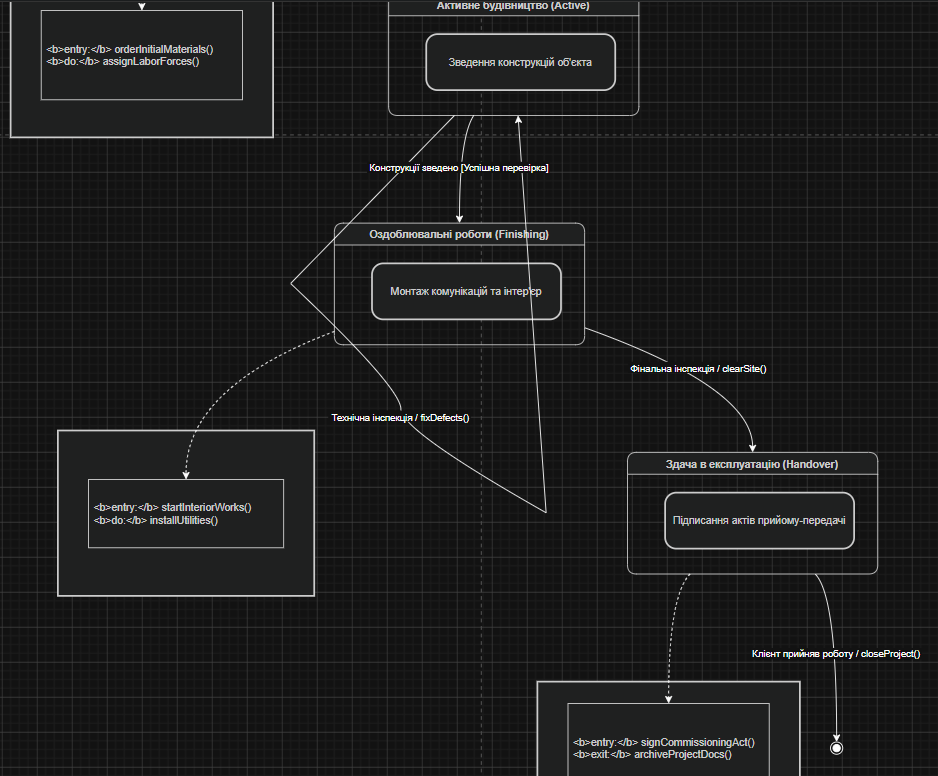 Активне будівництво (Active)
<b>entry:</b> orderInitialMaterials()
<b>do:</b> assignLaborForces()
Зведення конструкцій об'єкта
Конструкції зведено [Успішна перевірка]
Оздоблювальні роботи (Finishing)
Монтаж комунікацій та інтер'єр
Фінальна інспекція / clearSite()
Технічна інспекція / fixDefects()
Здача в експлуатацію (Handover)
<b>entry:</b> startInteriorWorks()
<b>do:</b> installUtilities()
Підписання актів прийому-передачі
Клієнт прийняв роботу / closeProject()
<b>entry:</b> signCommissioningAct()
<b>exit:</b> archiveProjectDocs()